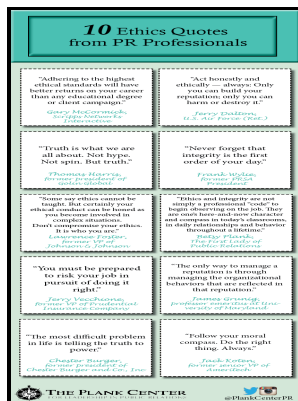 10 Ethics Quotes
from PR Professionals
"Adhering to the highest
ethical standards will have
better returns on your career
than any educational degree
or client campaign."
Gary McCormick,
Scripps Networks
Interactive
"Act honestly and
ethically — always: Only
you can build your
reputation; only you can
harm or destroy it."
Jerry Dalton,
U.S. Air Force (Ret.)
"Truth is what we are
all about. Not hype.
Not spin. But truth."
Thomas Harris,
former president of
Golin Global
"Never forget that
integrity is the first
order of your day."
Frank Wylie,
former PRSA
President
"Some say ethics cannot be
taught. But certainly your
ethical conduct can be honed as
you become involved in
complex situations.
Don't compromise your ethics.
It is who you are."
Lawrence Foster,
former VP of
Johnson & Johnson
"Ethics and integrity are not
simply a professional "code" to
begin observing on the job. They
are one's here-and-now character
and compass in today's classrooms,
in daily relationships and behavior
throughout a lifetime."
Betsy Plank,
the First Lady of
Public Relations
"You must be prepared
to risk your job in
pursuit of doing it
right."
Jerry Vecchione,
former VP of Prudential
Insurance Company
"The only way to manage a
reputation is through
managing the organizational
behaviors that are reflected in
that reputation."
James Grunig,
professor emeritus at Uni-
versity of Maryland
"The most difficult problem
in life is telling the truth to
power."
Chester Burger,
former president of
Chester Burger and Co., Inc
"Follow your moral
compass. Do the right
thing. Always."
Jack Koten,
former senior VP of
Ameritech
The Plank Center
for Leadership in Public Relations
@PlankCenterPR